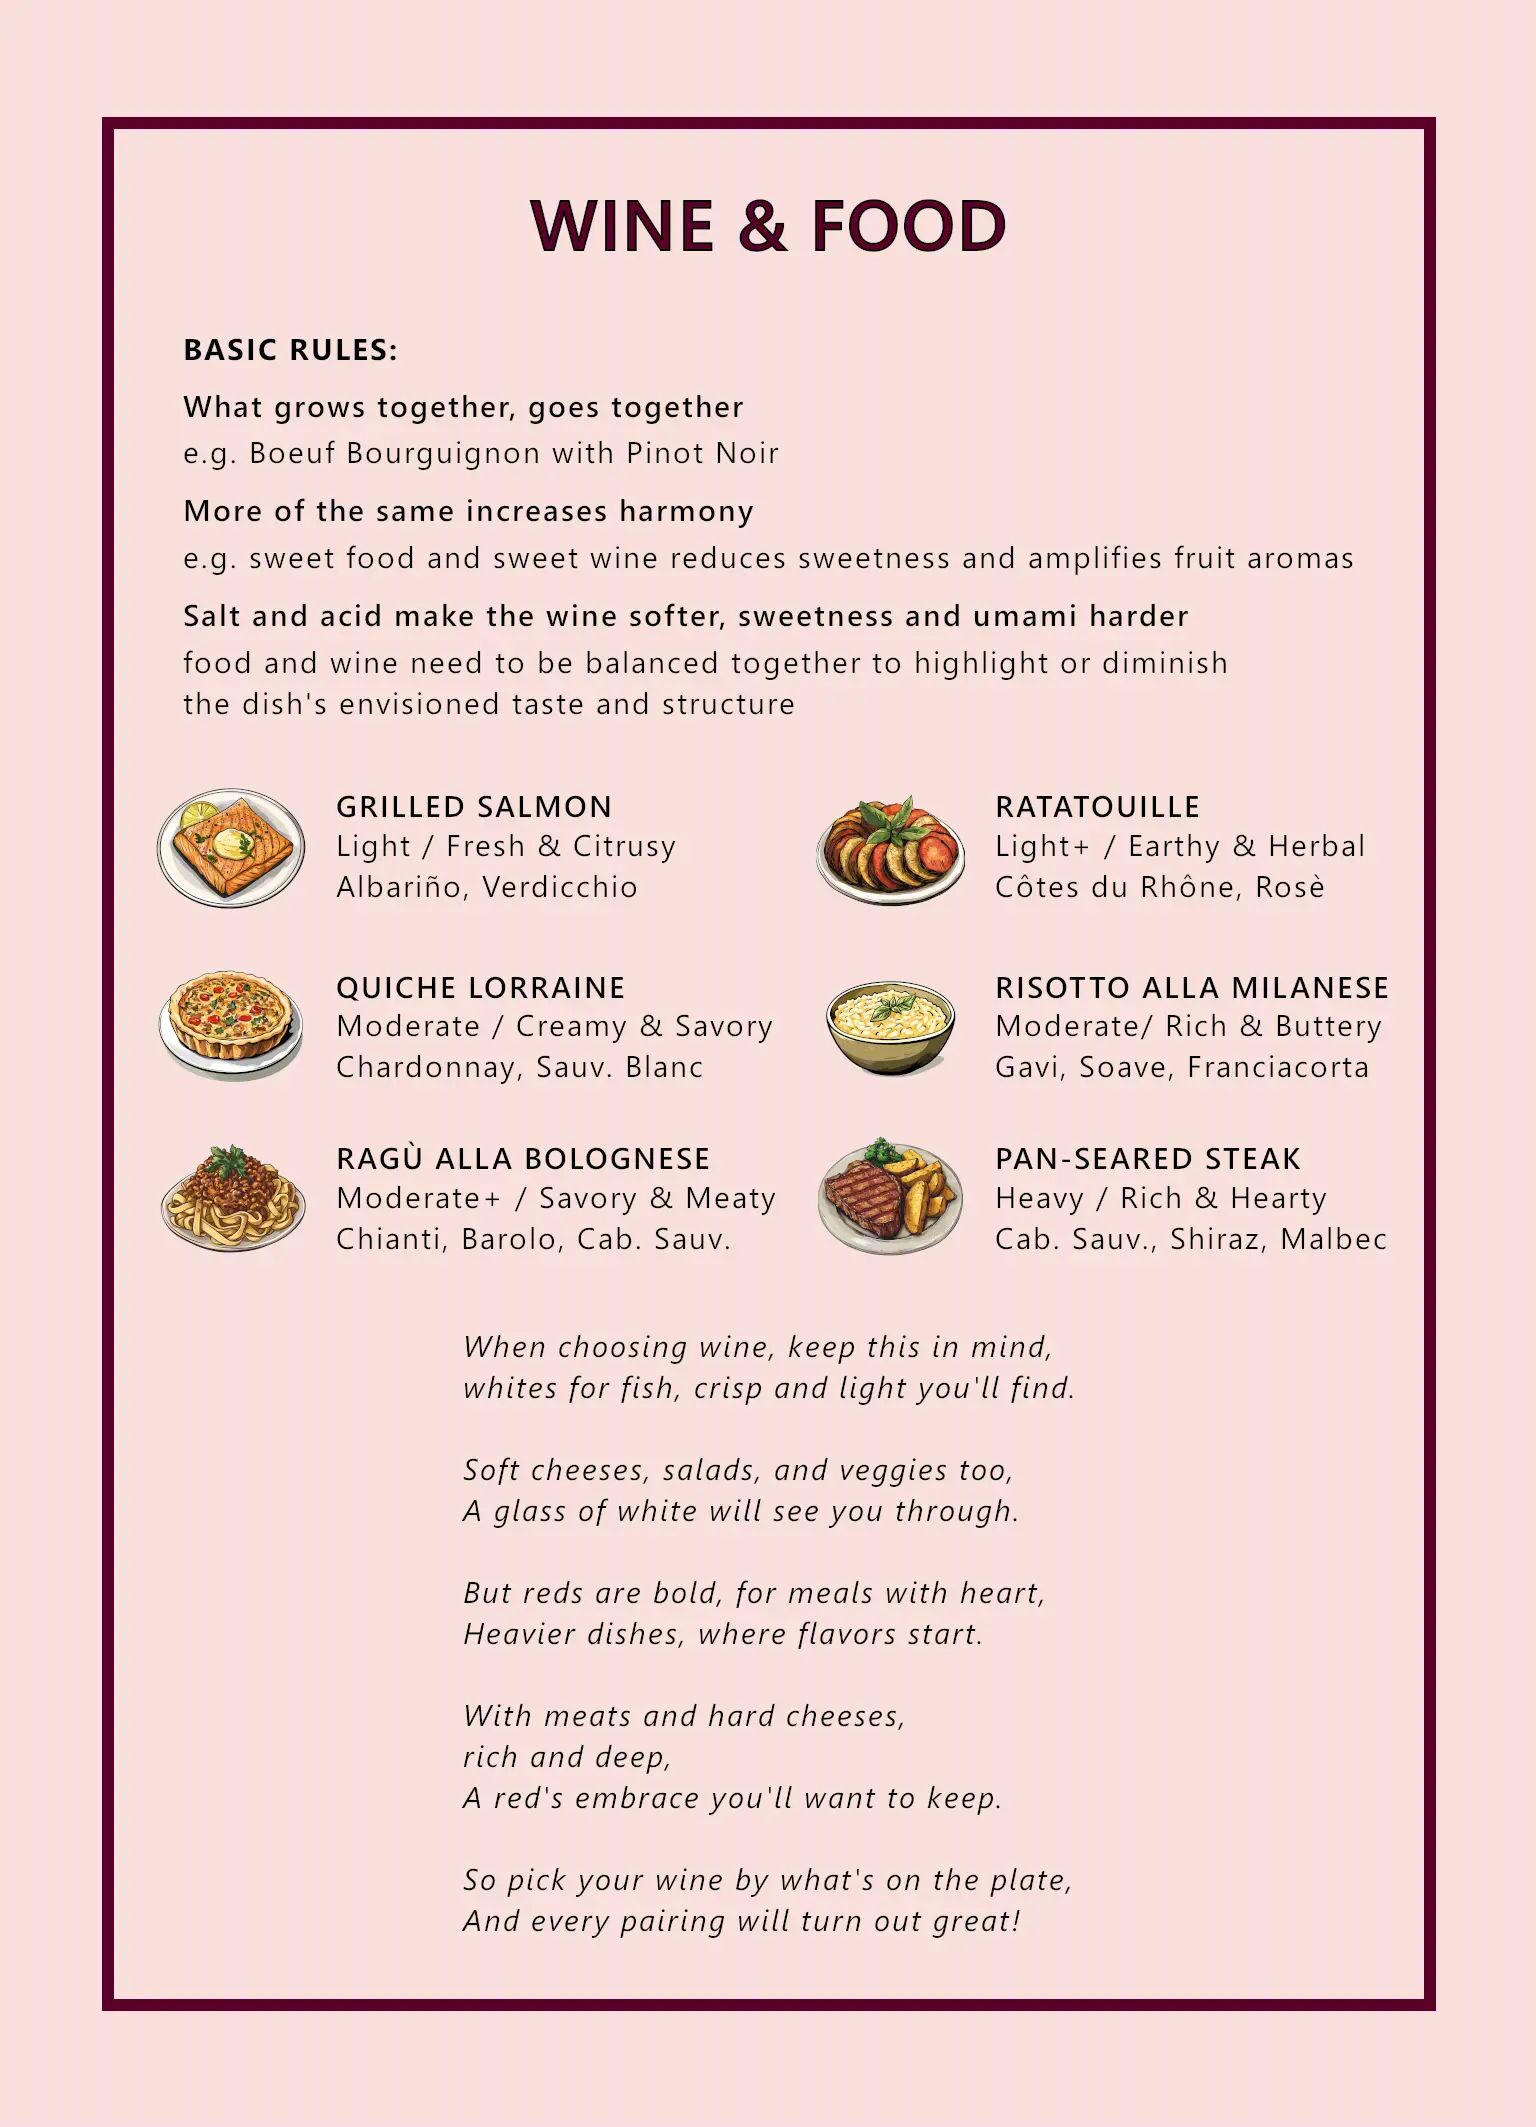 WINE & FOOD
BASIC RULES:
What grows together, goes together
e.g. Boeuf Bourguignon with Pinot Noir
More of the same increases harmony
e.g. sweet food and sweet wine reduces sweetness and amplifies fruit aromas
Salt and acid make the wine softer, sweetness and umami harder
food and wine need to be balanced together to highlight or diminish
the dish's envisioned taste and structure
GRILLED SALMON
Light / Fresh & Citrusy
Albariño, Verdicchio
RATATOUILLE
Light+ / Earthy & Herbal
Côtes du Rhône, Rosè
QUICHE LORRAINE
Moderate / Creamy & Savory
Chardonnay, Sauv. Blanc
RISOTTO ALLA MILANESE
Moderate/ Rich & Buttery
Gavi, Soave, Franciacorta
RAGÙ ALLA BOLOGNESE
Moderate+ / Savory & Meaty
Chianti, Barolo, Cab. Sauv.
PAN-SEARED STEAK
Heavy / Rich & Hearty
Cab. Sauv., Shiraz, Malbec
When choosing wine, keep this in mind,
whites for fish, crisp and light you'll find.
Soft cheeses, salads, and veggies too,
A glass of white will see you through.
But reds are bold, for meals with heart,
Heavier dishes, where flavors start.
With meats and hard cheeses,
rich and deep,
A red's embrace you'll want to keep.
So pick your wine by what's on the plate,
And every pairing will turn out great!